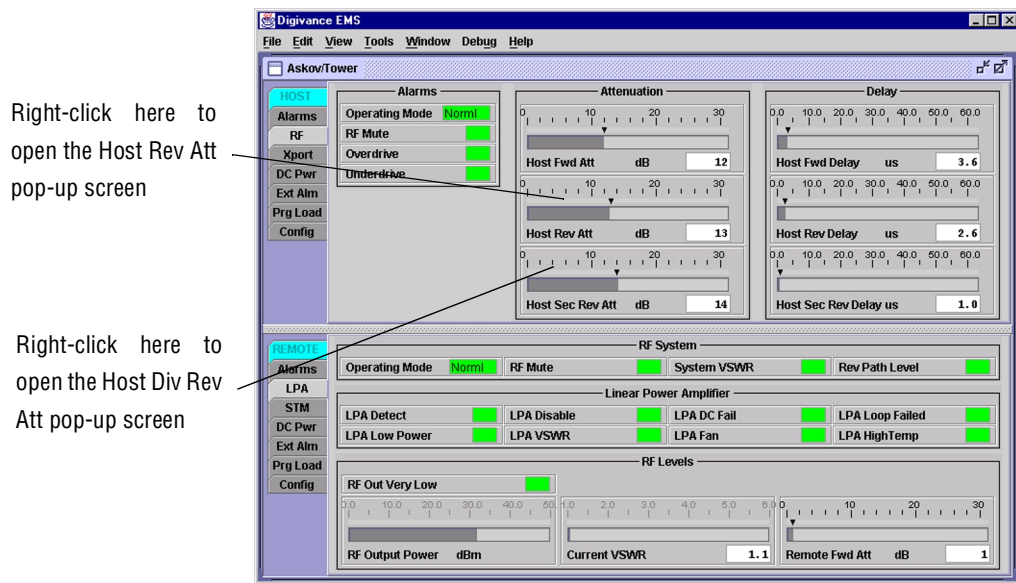 Digivance EMS
File Edit View Tools Window Debug Help
Askov/Tower
Right-click here to
open the Host Rev Att
pop-up screen
Right-click here to
open the Host Div Rev
Att pop-up screen
HOST
Alarms
RF
Xport
DC Pwr
Ext Alm
Prg Load
Config
Alarms
Operating Mode Norml
RF Mute
Overdrive
Underdrive
Attenuation
0 10 20 30
Host Fwd Att dB 12
0 10 20 30
Host Rev Att dB 13
0 10 20 30
Host Sec Rev Att dB 14
Delay
0.0 10.0 20.0 30.0 40.0 50.0 60.0
Host Fwd Delay us 3.6
0.0 10.0 20.0 30.0 40.0 50.0 60.0
Host Rev Delay us 2.6
0.0 10.0 20.0 30.0 40.0 50.0 60.0
Host Sec Rev Delay us 1.0
REMOTE
Alarms
LPA
STM
DC Pwr
Ext Alm
Prg Load
Config
RF System
Operating Mode Norml RF Mute System VSWR Rev Path Level
Linear Power Amplifier
LPA Detect LPA Disable LPA DC Fail LPA Loop Failed
LPA Low Power LPA VSWR LPA Fan LPA HighTemp
RF Levels
RF Out Very Low
0.0 10.0 20.0 30.0 40.0 50.
RF Output Power dBm
1.0 2.0 3.0 4.0 5.0 6.0
Current VSWR 1.1
0 10 20 30
Remote Fwd Att dB 1